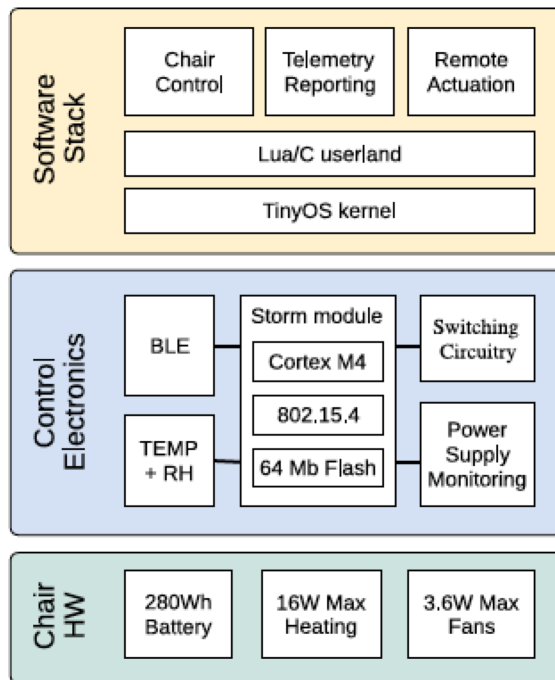 Software
Stack
Chair
Control
Telemetry
Reporting
Remote
Actuation
Lua/C userland
TinyOS kernel
Control
Electronics
BLE
TEMP
+ RH
Storm module
Cortex M4
802.15.4
64 Mb Flash
Switching
Circuitry
Power
Supply
Monitoring
Chair
HW
280Wh
Battery
16W Max
Heating
3.6W Max
Fans